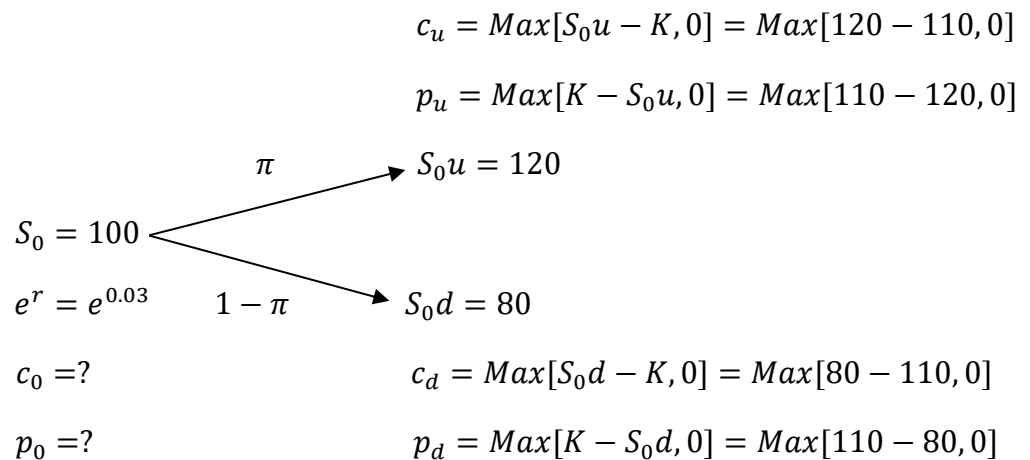 c_u = Max[S_0u − K, 0] = Max[120 − 110, 0]
p_u = Max[K − S_0u, 0] = Max[110 − 120, 0]
π S_0u = 120
S_0 = 100
e^r = e^{0.03} 1 − π S_0d = 80
c_0 =? c_d = Max[S_0d − K, 0] = Max[80 − 110, 0]
p_0 =? p_d = Max[K − S_0d, 0] = Max[110 − 80, 0]